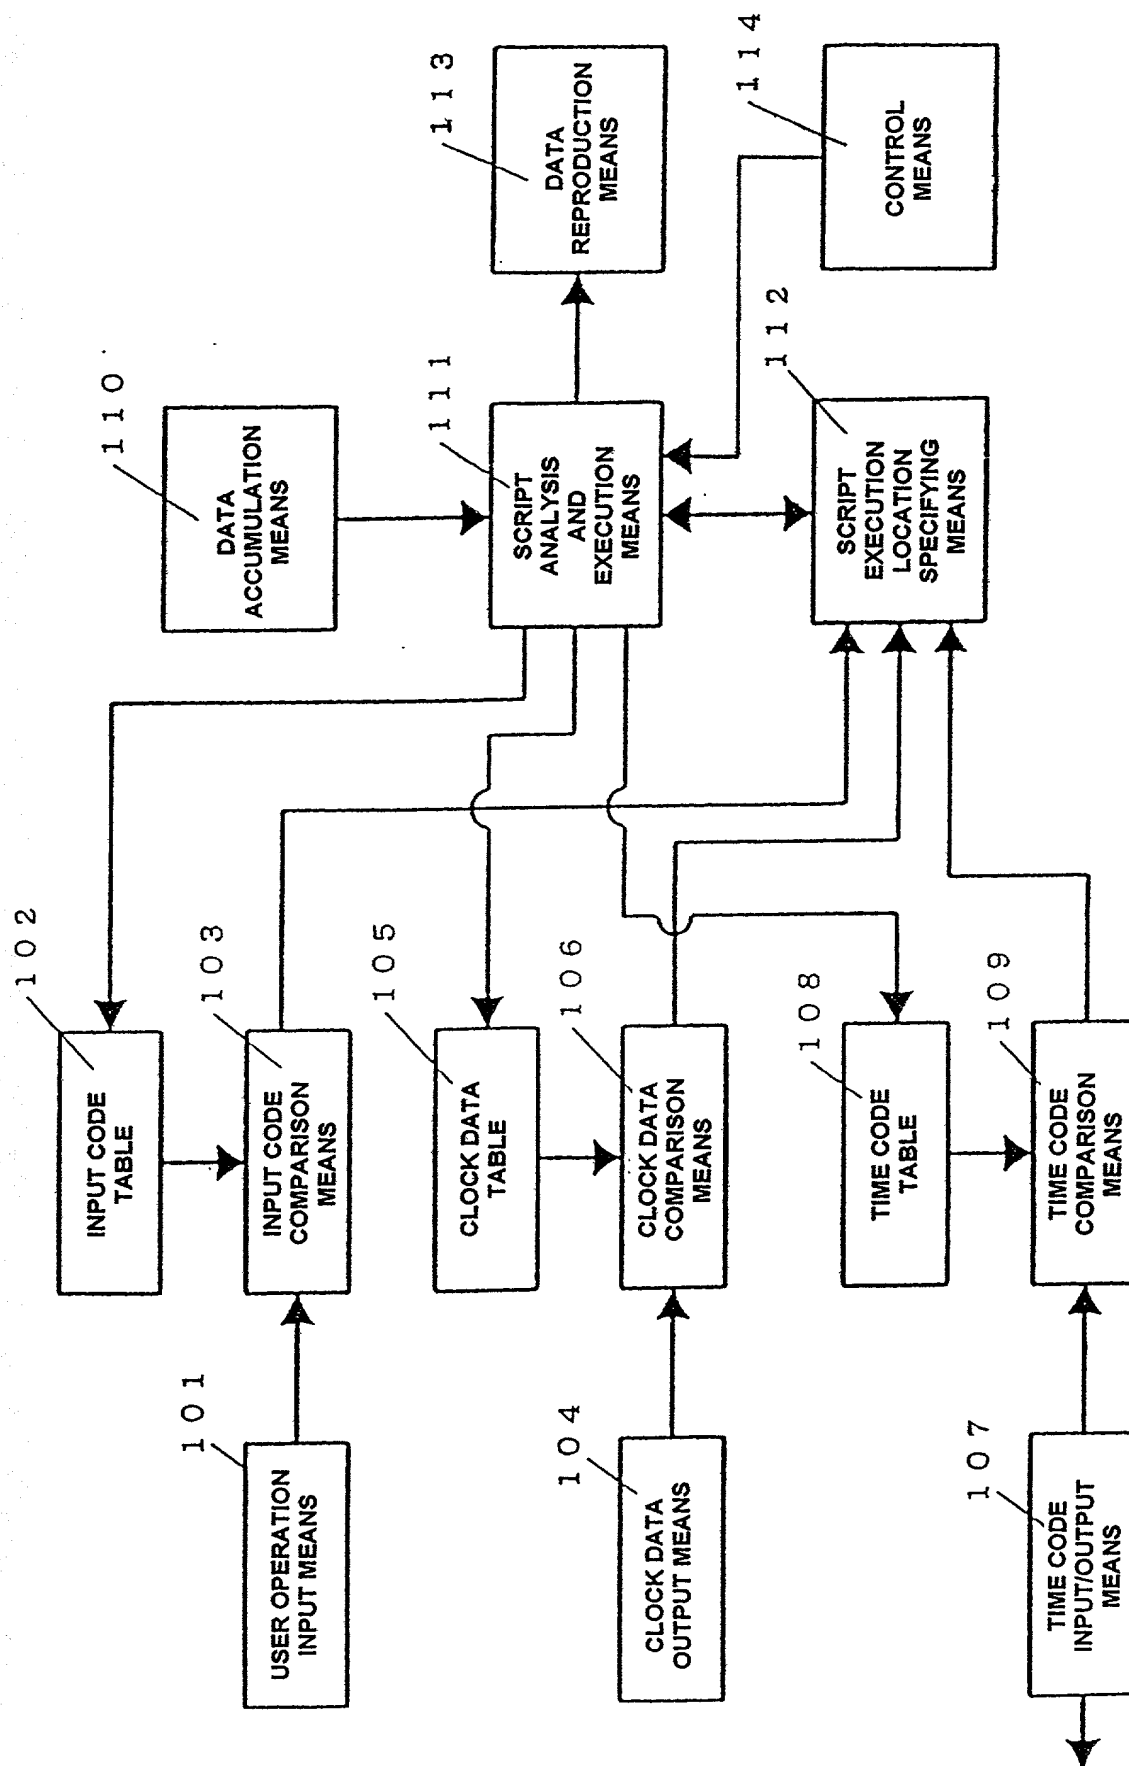 102
INPUT CODE
TABLE
101
USER OPERATION
INPUT MEANS
103
INPUT CODE
COMPARISON
MEANS
110
DATA
ACCUMULATION
MEANS
105
CLOCK DATA
TABLE
104
CLOCK DATA
OUTPUT MEANS
106
CLOCK DATA
COMPARISON
MEANS
111
SCRIPT
ANALYSIS
AND
EXECUTION
MEANS
113
DATA
REPRODUCTION
MEANS
108
TIME CODE
TABLE
107
TIME CODE
INPUT/OUTPUT
MEANS
109
TIME CODE
COMPARISON
MEANS
112
SCRIPT
EXECUTION
LOCATION
SPECIFYING
MEANS
114
CONTROL
MEANS